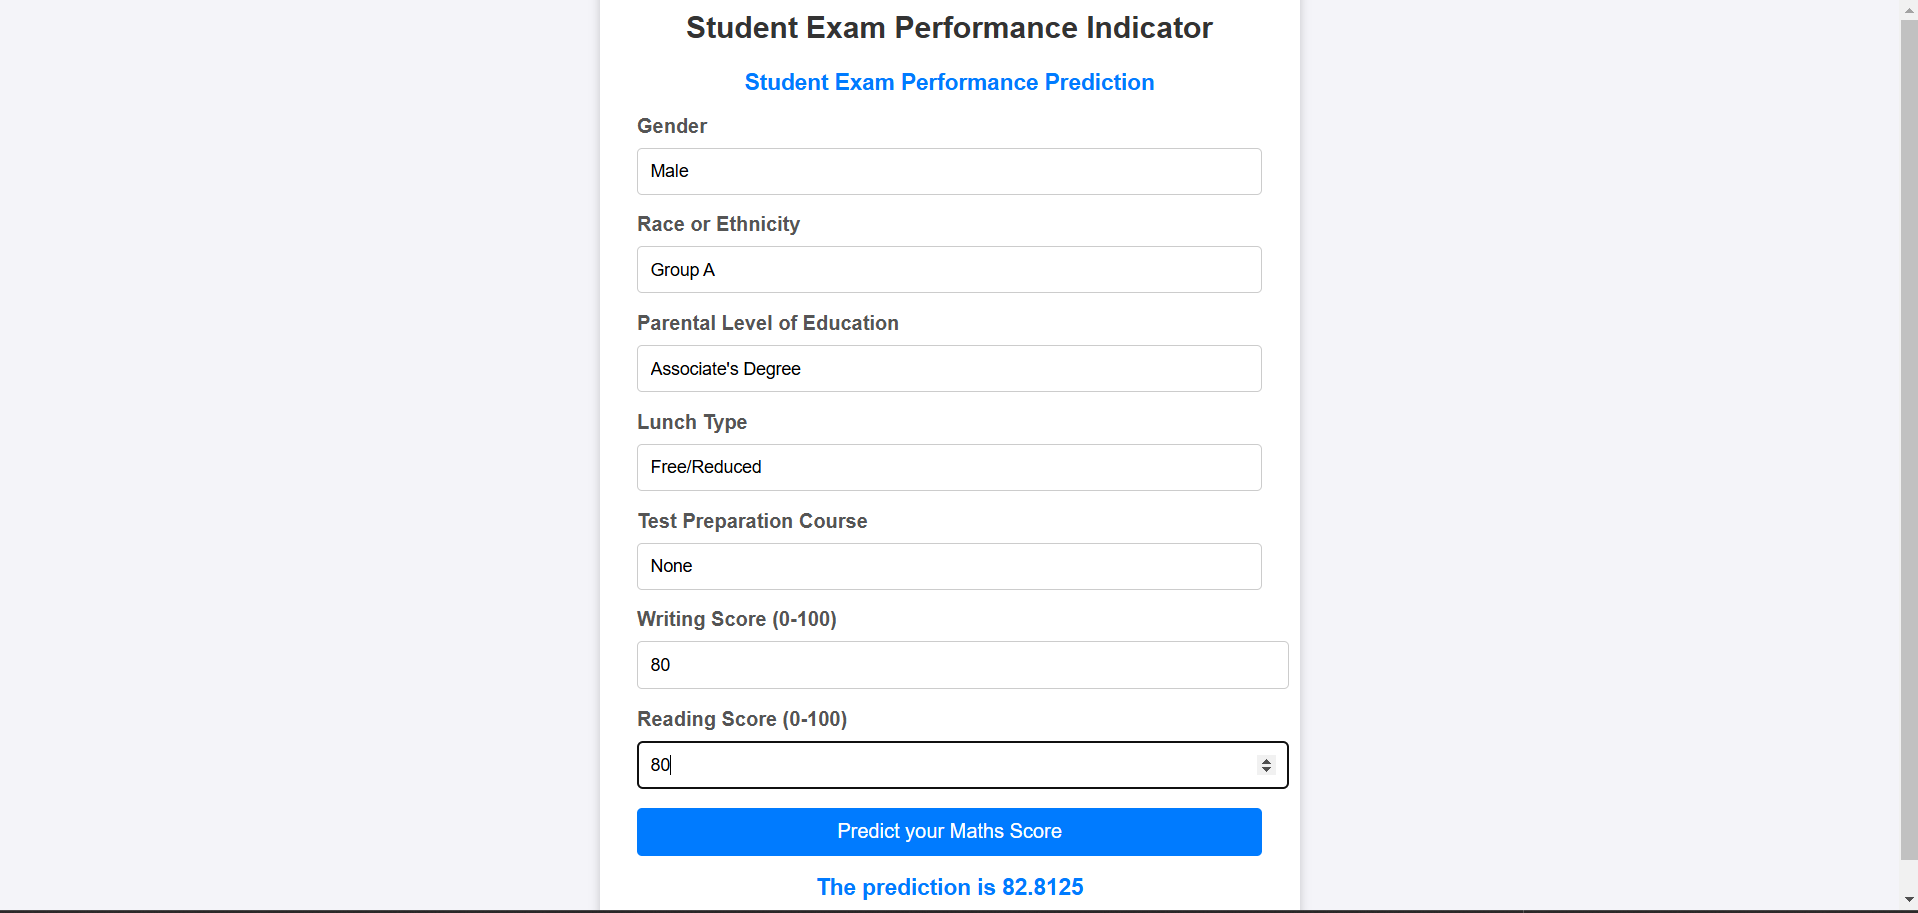 Student Exam Performance Indicator
Student Exam Performance Prediction
Gender
Male
Race or Ethnicity
Group A
Parental Level of Education
Associate's Degree
Lunch Type
Free/Reduced
Test Preparation Course
None
Writing Score (0-100)
80
Reading Score (0-100)
80
Predict your Maths Score
The prediction is 82.8125